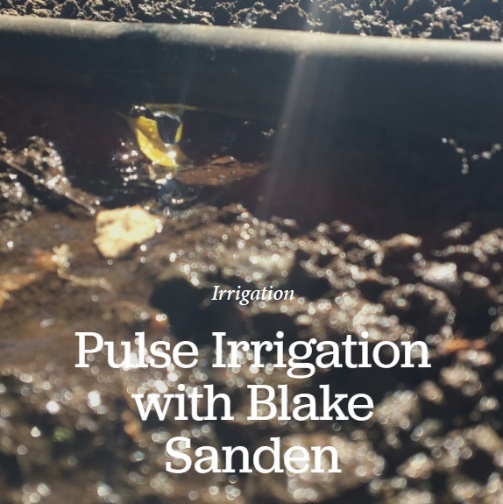 Irrigation
Pulse Irrigation
with Blake
Sanden